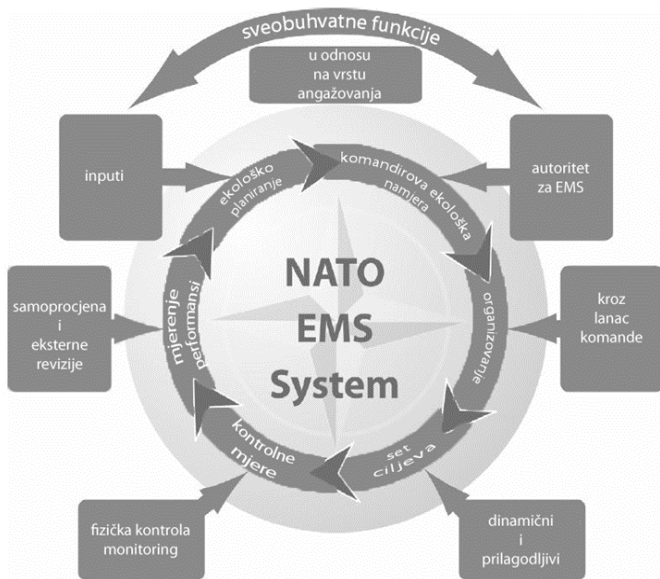 sveobuhvatne funkcije
u odnosu
na vrstu
angažovanja
inputi
autoritet
za EMS
ekološko
planiranje
komandirova ekološka
namjera
NATO
EMS
System
mjerenje
performansi
organizovanje
samoprocjena
i
eksterne
revizije
kroz
lanac
komande
kontrolne
mjere
set
ciljeva
fizička kontrola
monitoring
dinamični
i
prilagodljivi